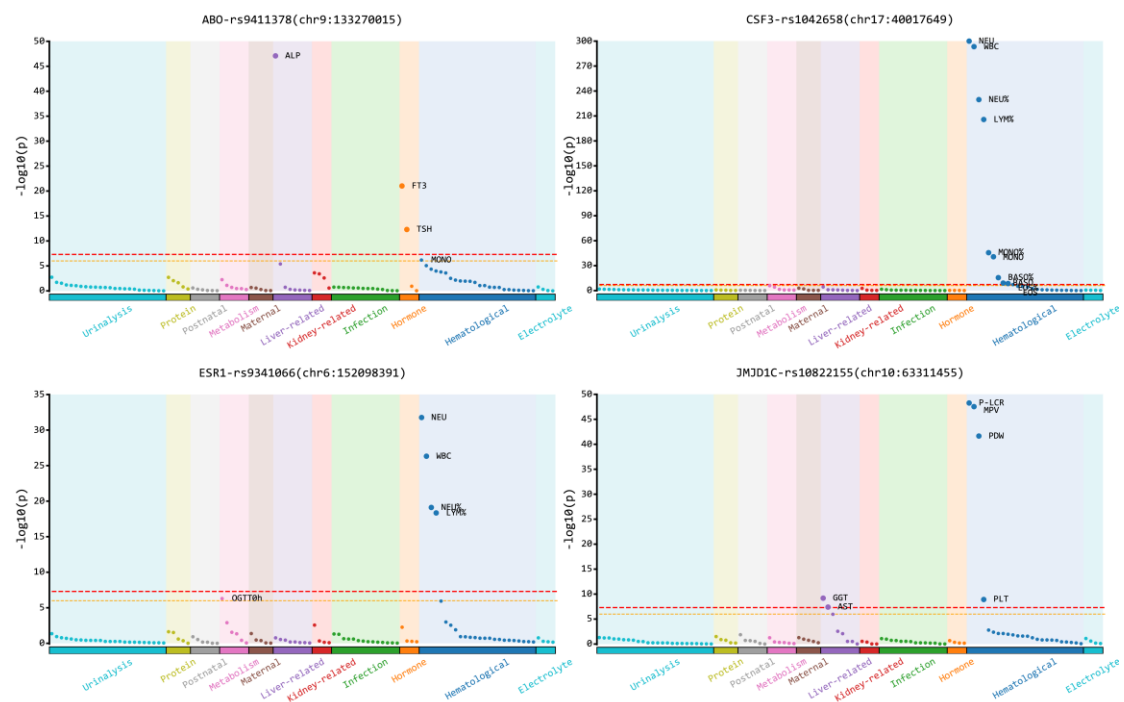 ABO-rs9411378(chr9:133270015)
-log10(p)
50
45
40
35
30
25
20
15
10
5
0
ALP
FT3
TSH
MONO
Urinalysis
Protein
Postnatal
Metabolism
Maternal
Liver-related
Kidney-related
Infection
Hormone
Hematological
Electrolyte
CSF3-rs1042658(chr17:40017649)
-log10(p)
300
270
240
210
190
150
120
90
60
30
0
NEU
WBC
NEU%
LYM%
MONO%
MONO
BASO%
BASO
EOS
Urinalysis
Protein
Postnatal
Metabolism
Maternal
Liver-related
Kidney-related
Infection
Hormone
Hematological
Electrolyte
ESR1-rs9341066(chr6:152098391)
-log10(p)
35
30
25
20
15
10
5
0
NEU
WBC
NEU%
LYM%
OGTT0h
Urinalysis
Protein
Postnatal
Metabolism
Maternal
Liver-related
Kidney-related
Infection
Hormone
Hematological
Electrolyte
JMJD1C-rs10822155(chr10:63311455)
-log10(p)
50
45
40
35
30
25
20
15
10
5
0
P-LCR
MPV
PDW
GGT
AST
PLT
Urinalysis
Protein
Postnatal
Metabolism
Maternal
Liver-related
Kidney-related
Infection
Hormone
Hematological
Electrolyte